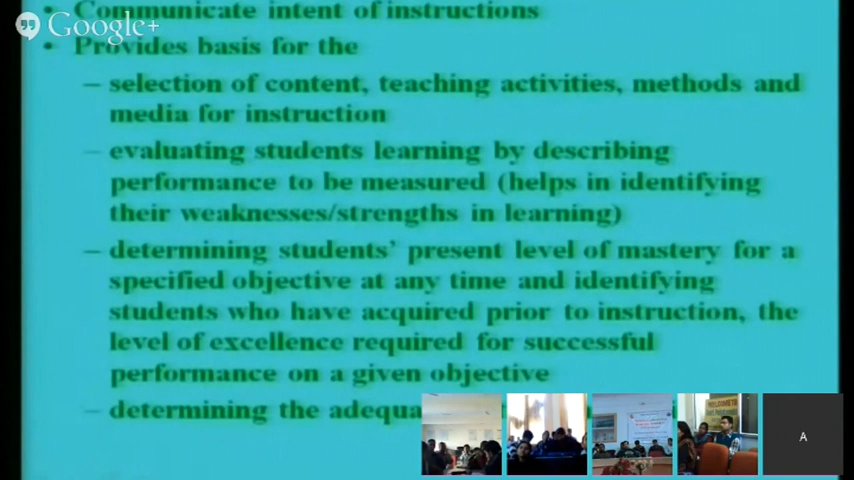 Google+
• Communicate intent of instructions
• Provides basis for the
– selection of content, teaching activities, methods and
media for instruction
– evaluating students learning by describing
performance to be measured (helps in identifying
their weaknesses/strengths in learning)
– determining students’ present level of mastery for a
specified objective at any time and identifying
students who have acquired prior to instruction, the
level of excellence required for successful
performance on a given objective
– determining the adequa
WELCOME TO
A